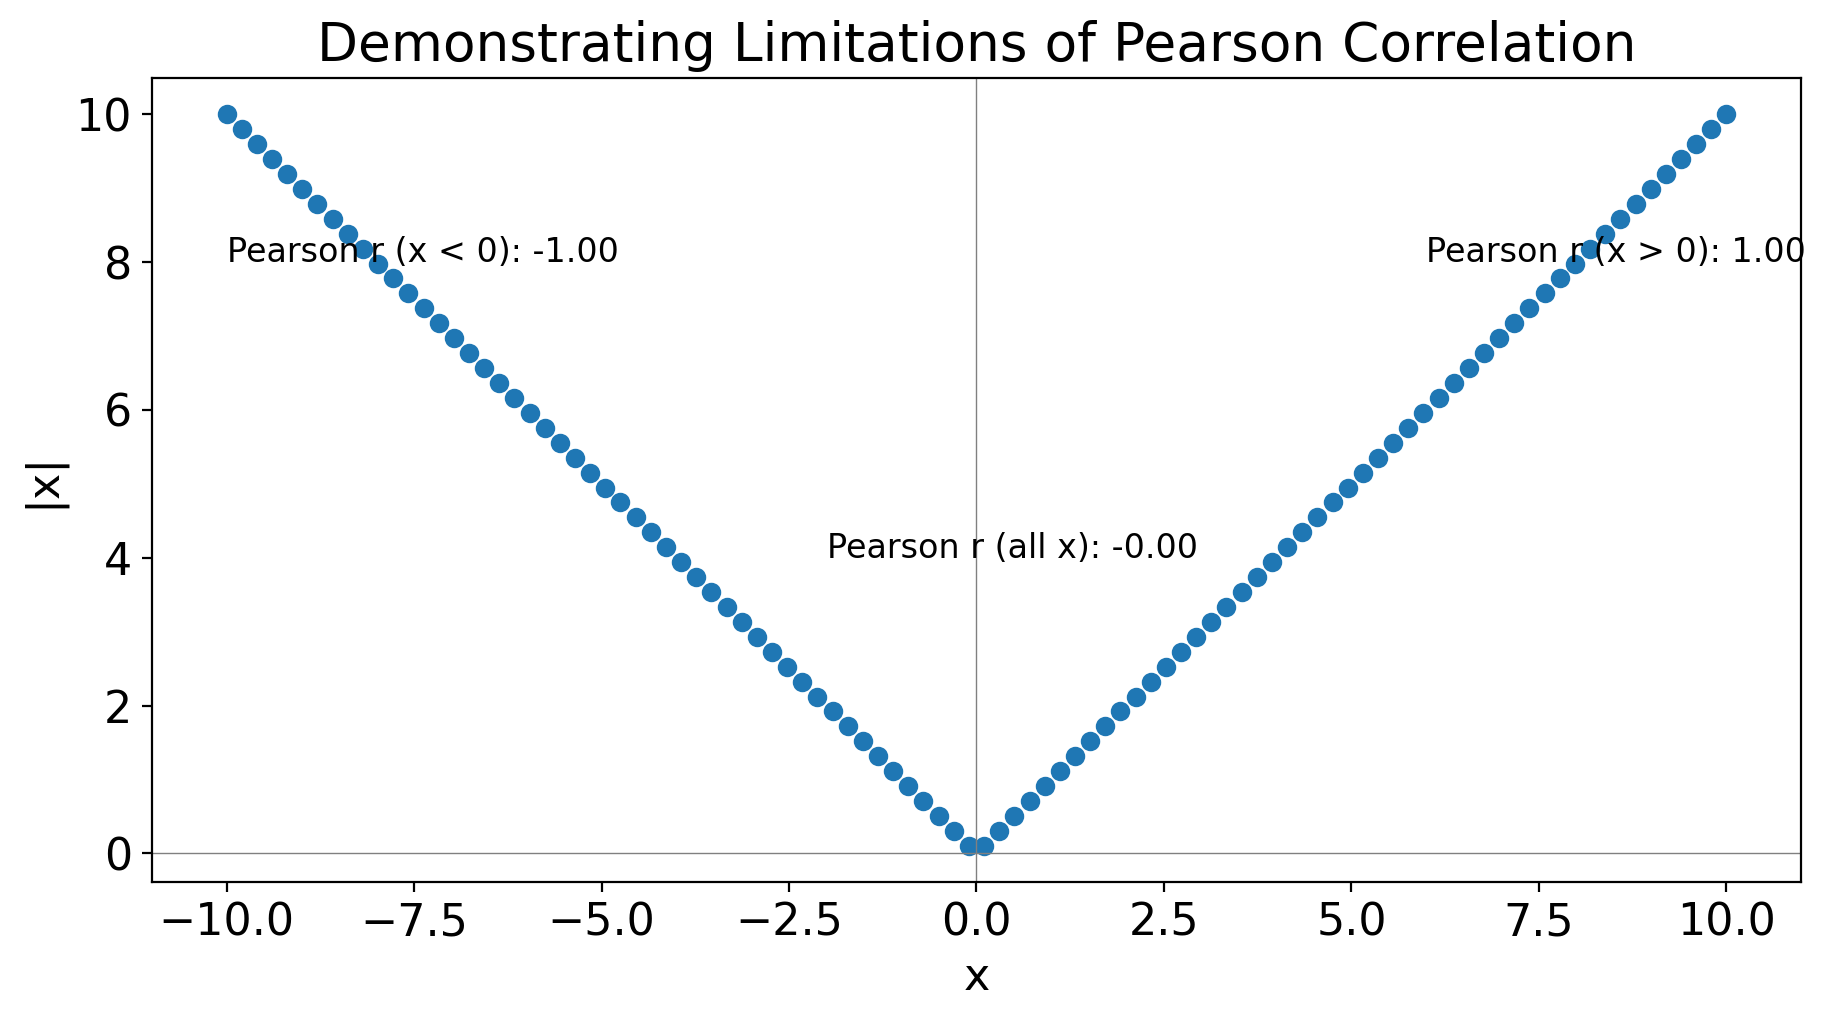 Demonstrating Limitations of Pearson Correlation
10
8
6
4
2
0
|x|
Pearson r (x < 0): -1.00
Pearson r (x > 0): 1.00
Pearson r (all x): -0.00
−10.0
−7.5
−5.0
−2.5
0.0
2.5
5.0
7.5
10.0
x